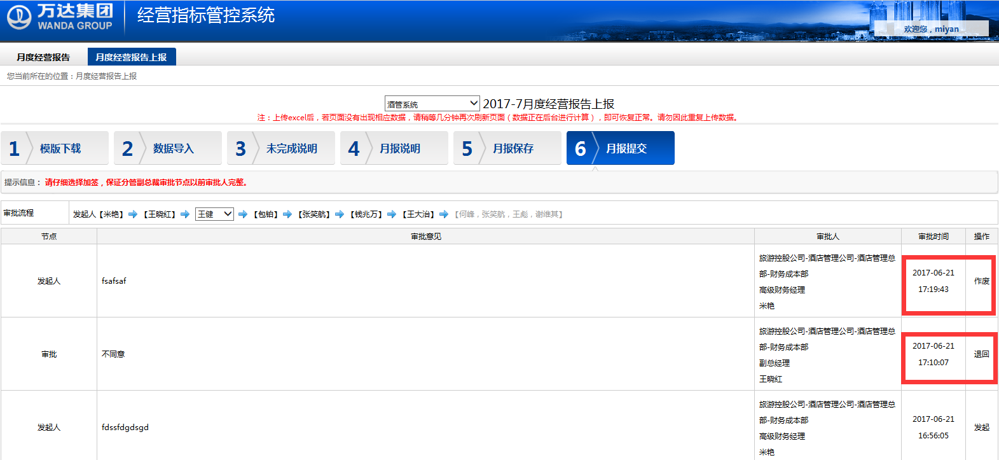 万达集团
WANDA GROUP
经营指标管控系统
欢迎您，miyan
月度经营报告 月度经营报告上报
您当前所在的位置：月度经营报告上报
酒管系统 2017-7月度经营报告上报
注：上传excel后，若页面没有出现相应数据，请稍等几分钟再次刷新页面（数据正在后台进行计算），即可恢复正常。请勿因此重复上传数据。
1 模版下载 2 数据导入 3 未完成说明 4 月报说明 5 月报保存 6 月报提交
提示信息： 请仔细选择加签，保证分管副总裁审批节点以前审批人完整。
审批流程 发起人【米艳】 【王晓红】 王健 【包铂】 【张笑航】 【钱兆万】 【王大治】 【何峰，张笑航，王彪，谢维其】
节点 审批意见 审批人 审批时间 操作
旅游控股公司-酒店管理公司-酒店管理总
部-财务成本部
高级财务经理
米艳
发起人 fsafsaf 2017-06-21
17:19:43 作废
旅游控股公司-酒店管理公司-酒店管理总
部-财务成本部
副总经理
王晓红
审批 不同意 2017-06-21
17:10:07 退回
旅游控股公司-酒店管理公司-酒店管理总
部-财务成本部
高级财务经理
米艳
发起人 fdssfdgdsgd 2017-06-21
16:56:05 发起